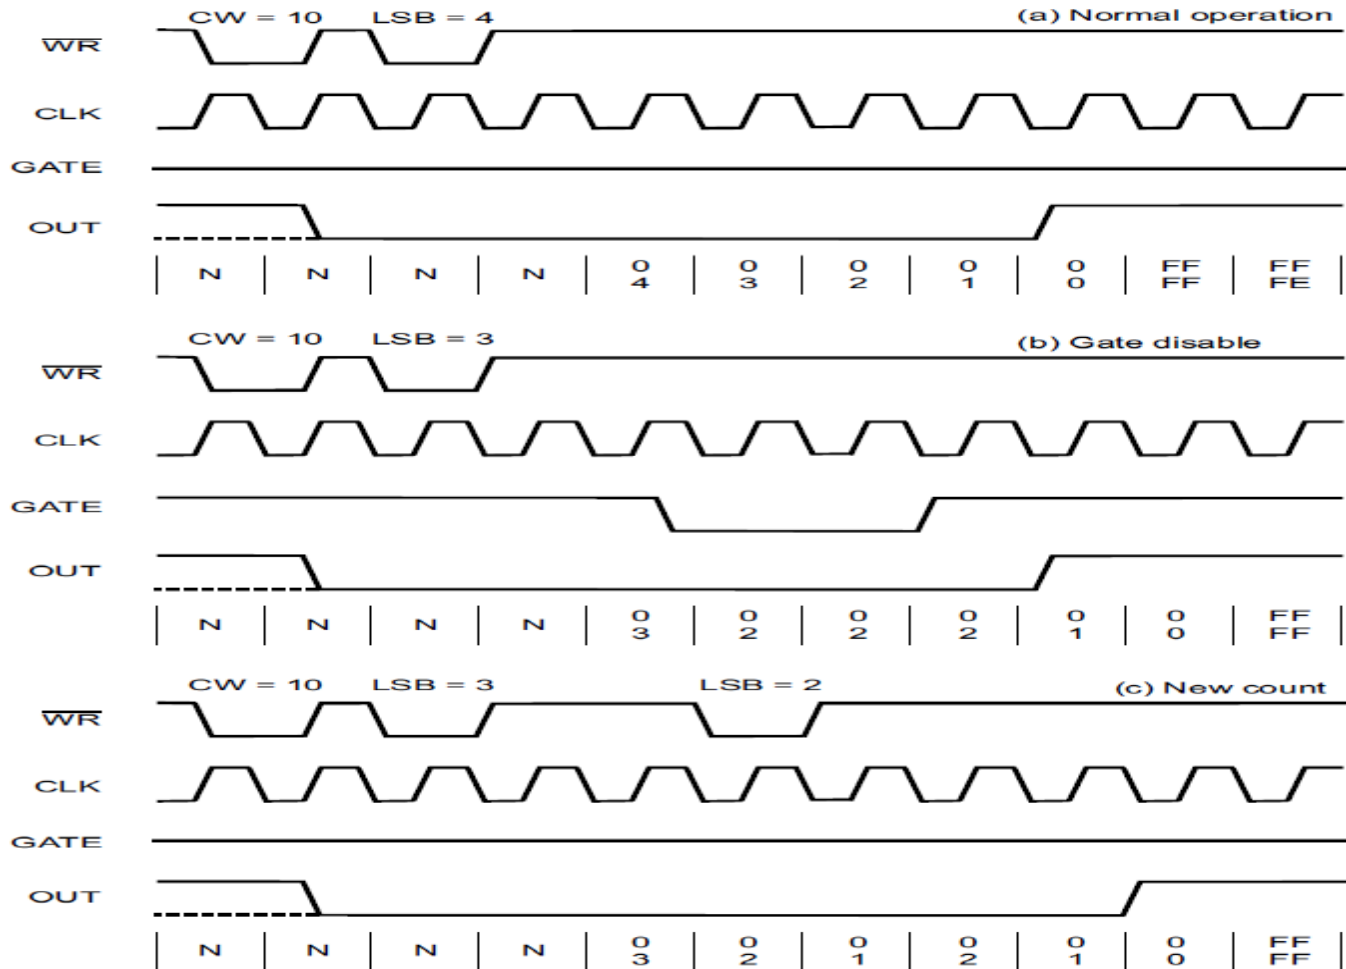 CW = 10 LSB = 4 (a) Normal operation
WR
CLK
GATE
OUT
N N N N 0 0 0 0 0 FF FF
4 3 2 1 0 FF FE
CW = 10 LSB = 3 (b) Gate disable
WR
CLK
GATE
OUT
N N N N 0 0 0 0 0 0 FF
3 2 2 2 1 0 FF
CW = 10 LSB = 3 LSB = 2 (c) New count
WR
CLK
GATE
OUT
N N N N 0 0 0 0 0 0 FF
3 2 1 2 1 0 FF